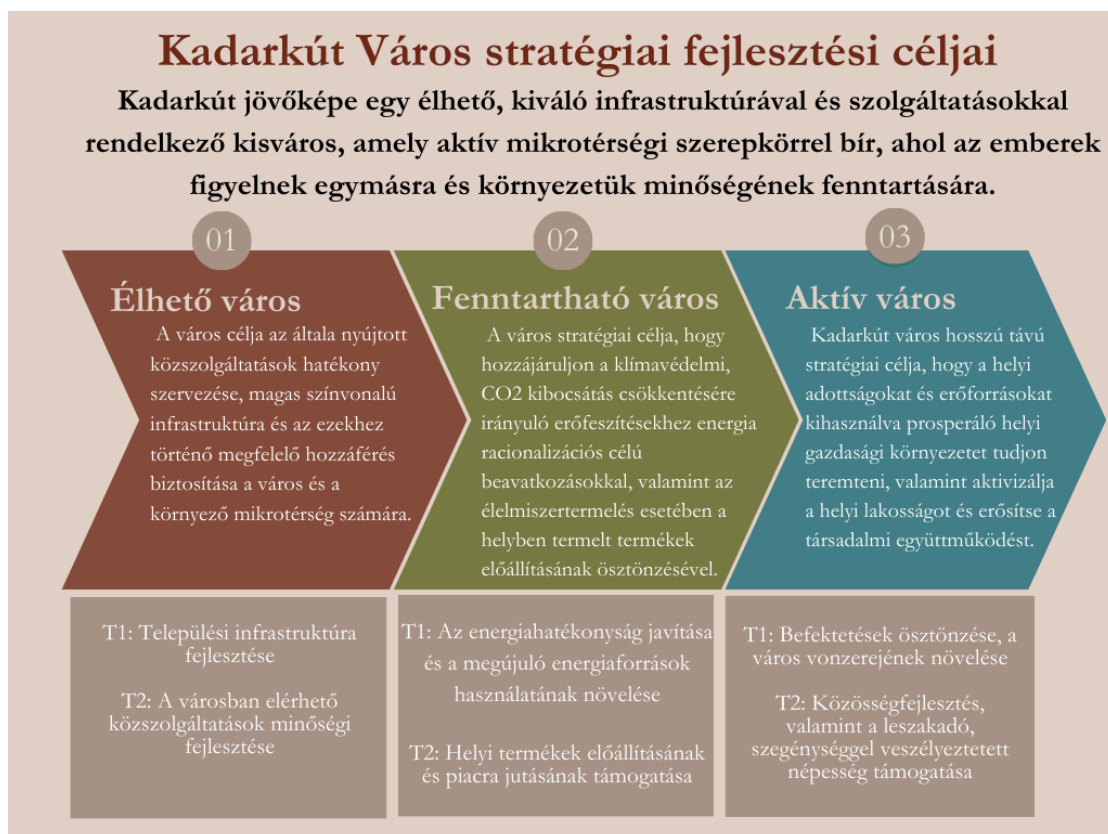 Kadarkút Város stratégiai fejlesztési céljai
Kadarkút jövőképe egy élhető, kiváló infrastruktúrával és szolgáltatásokkal
rendelkező kisváros, amely aktív mikrotérségi szerepkörrel bír, ahol az emberek
figyelnek egymásra és környezetük minőségének fenntartására.
01
Élhető város
A város célja az általa nyújtott
közszolgáltatások hatékony
szervezése, magas színvonalú
infrastruktúra és az ezekhez
történő megfelelő hozzáférés
biztosítása a város és a
környező mikrotérség számára.
T1: Települési infrastruktúra
fejlesztése
T2: A városban elérhető
közszolgáltatások minőségi
fejlesztése
02
Fenntartható város
A város stratégiai célja, hogy
hozzájáruljon a klímavédelmi,
CO2 kibocsátás csökkentésére
irányuló erőfeszítésekhez energia
racionalizációs célú
beavatkozásokkal, valamint az
élelmiszertermelés esetében a
helyben termelt termékek
előállításának ösztönzésével.
T1: Az energiahatékonyság javítása
és a megújuló energiaforrások
használatának növelése
T2: Helyi termékek előállításának
és piacra jutásának támogatása
03
Aktív város
Kadarkút város hosszú távú
stratégiai célja, hogy a helyi
adottságokat és erőforrásokat
kihasználva prosperáló helyi
gazdasági környezetet tudjon
teremteni, valamint aktivizálja
a helyi lakosságot és erősítse a
társadalmi együttműködést.
T1: Befektetések ösztönzése, a
város vonzerejének növelése
T2: Közösségfejlesztés,
valamint a leszakadó,
szegénységgel veszélyeztetett
népesség támogatása